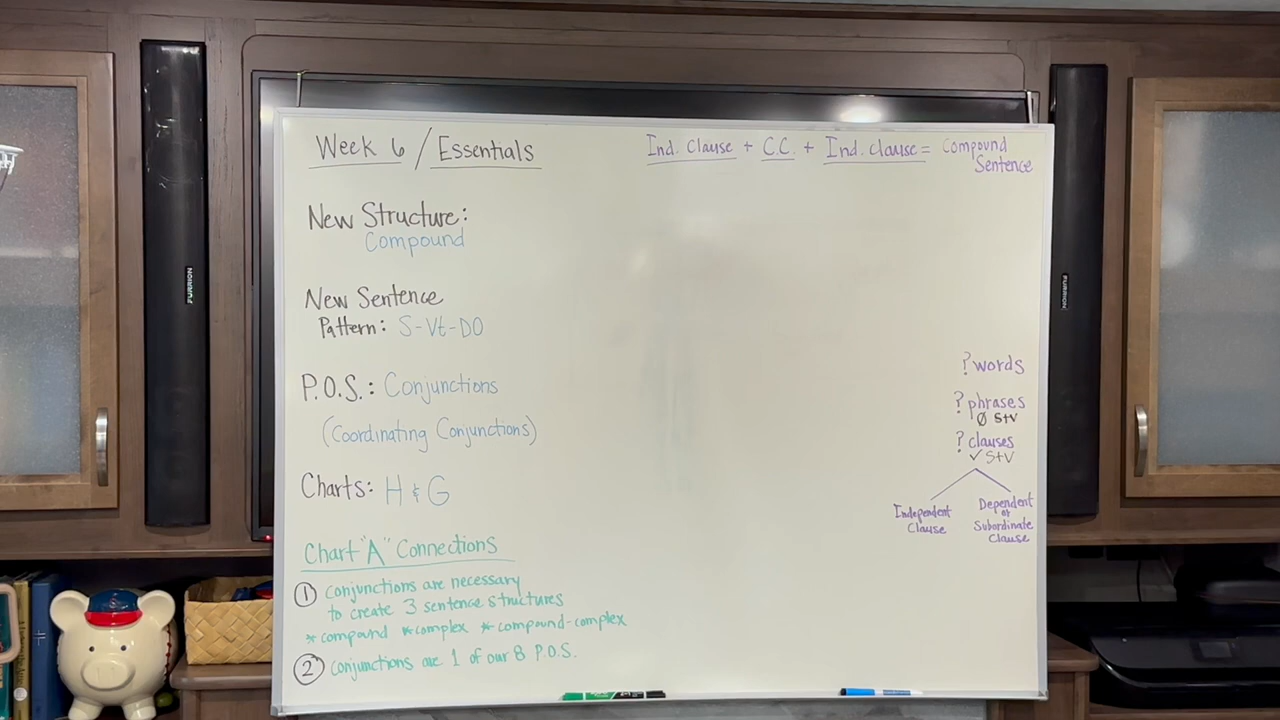 Week 6 / Essentials
Ind. Clause + C.C. + Ind. Clause = Compound
Sentence
New Structure:
Compound
New Sentence
Pattern: S-Vt-DO
P.O.S.: Conjunctions
(Coordinating Conjunctions)
Charts: H & G
Chart "A" Connections
① Conjunctions are necessary
to create 3 sentence structures
* compound * complex * compound-complex
② Conjunctions are 1 of our 8 P.O.S.
? words
? phrases
Ø S+V
? clauses
✓ S+V
Independent
Clause
Dependent
or
Subordinate
Clause
FURRION
FURRION